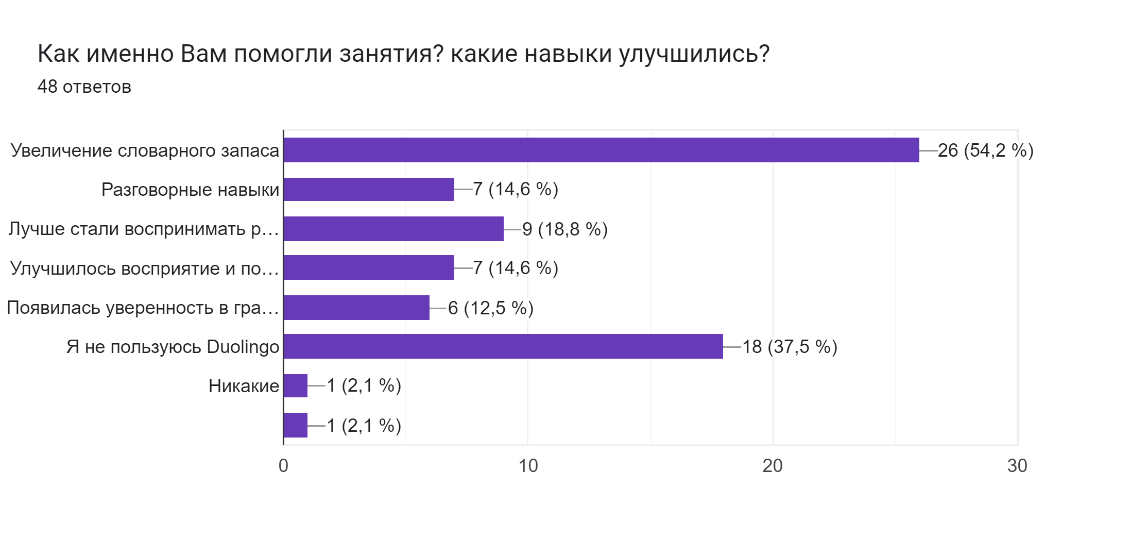 Как именно Вам помогли занятия? какие навыки улучшились?
48 ответов
Увеличение словарного запаса
26 (54,2 %)
Разговорные навыки
7 (14,6 %)
Лучше стали воспринимать р…
9 (18,8 %)
Улучшилось восприятие и по…
7 (14,6 %)
Появилась уверенность в гра…
6 (12,5 %)
Я не пользуюсь Duolingo
18 (37,5 %)
Никакие
1 (2,1 %)
1 (2,1 %)
0 10 20 30